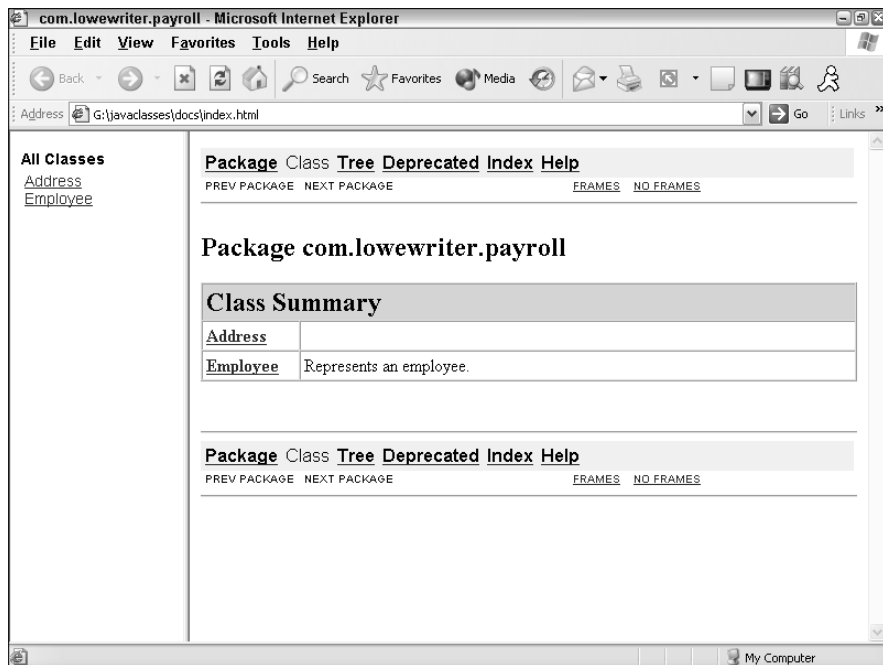 com.lowewriter.payroll - Microsoft Internet Explorer
File Edit View Favorites Tools Help
Back Search Favorites Media
Address G:\javaclasses\docs\index.html Go Links »
All Classes
Address
Employee
Package Class Tree Deprecated Index Help
PREV PACKAGE NEXT PACKAGE FRAMES NO FRAMES
Package com.lowewriter.payroll
Class Summary
Address
Employee Represents an employee.
Package Class Tree Deprecated Index Help
PREV PACKAGE NEXT PACKAGE FRAMES NO FRAMES
My Computer